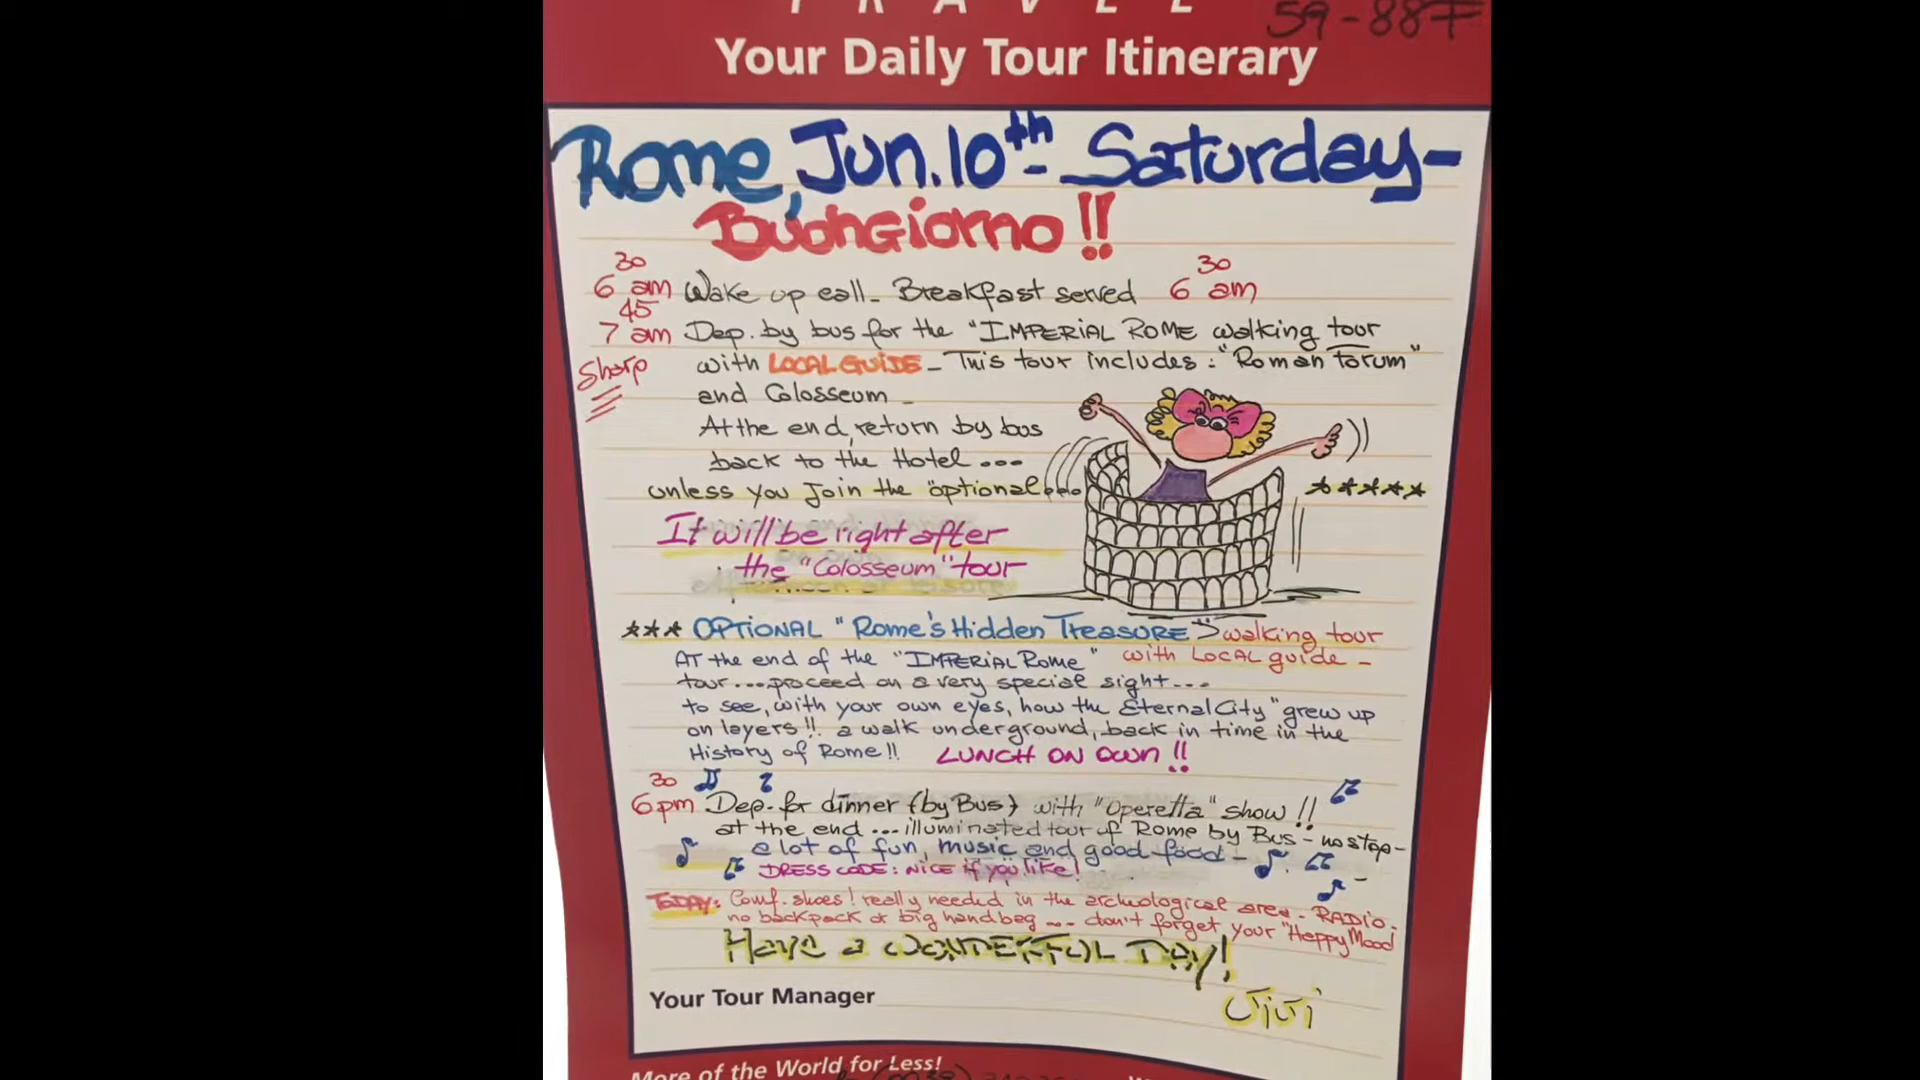 T R A V E L
59-88F
Your Daily Tour Itinerary
Rome, Jun. 10th - Saturday -
BuonGiorno!!
6 30 am Wake up call - Breakfast served 6 30 am
7 45 am Dep. by bus for the "IMPERIAL ROME walking tour
Sharp with LOCAL GUIDE - This tour includes: "Roman Forum"
and Colosseum -
At the end, return by bus
back to the Hotel ...
unless you join the "optional...
*****
It will be right after
the "Colosseum" tour
*** OPTIONAL "Rome's Hidden TREASURE" walking tour
AT the end of the "IMPERIAL Rome" with LOCAL guide -
tour... proceed on a very special sight...
to see, with your own eyes, how the Eternal City "grew up
on layers!! a walk underground, back in time in the
History of Rome!! LUNCH ON OWN!!
6 30 pm Dep. for dinner (by Bus) with "Operetta" show!!
at the end... illuminated tour of Rome by Bus - no stop -
a lot of fun, music and good food -
DRESS CODE: NICE if you like!
TODAY: Comf. shoes! really needed in the archeological area - RADIO.
no backpack or big handbag ... don't forget your "Happy Mood
Have a WONDERFUL DAY!
Your Tour Manager
GiGi
More of the World for Less!